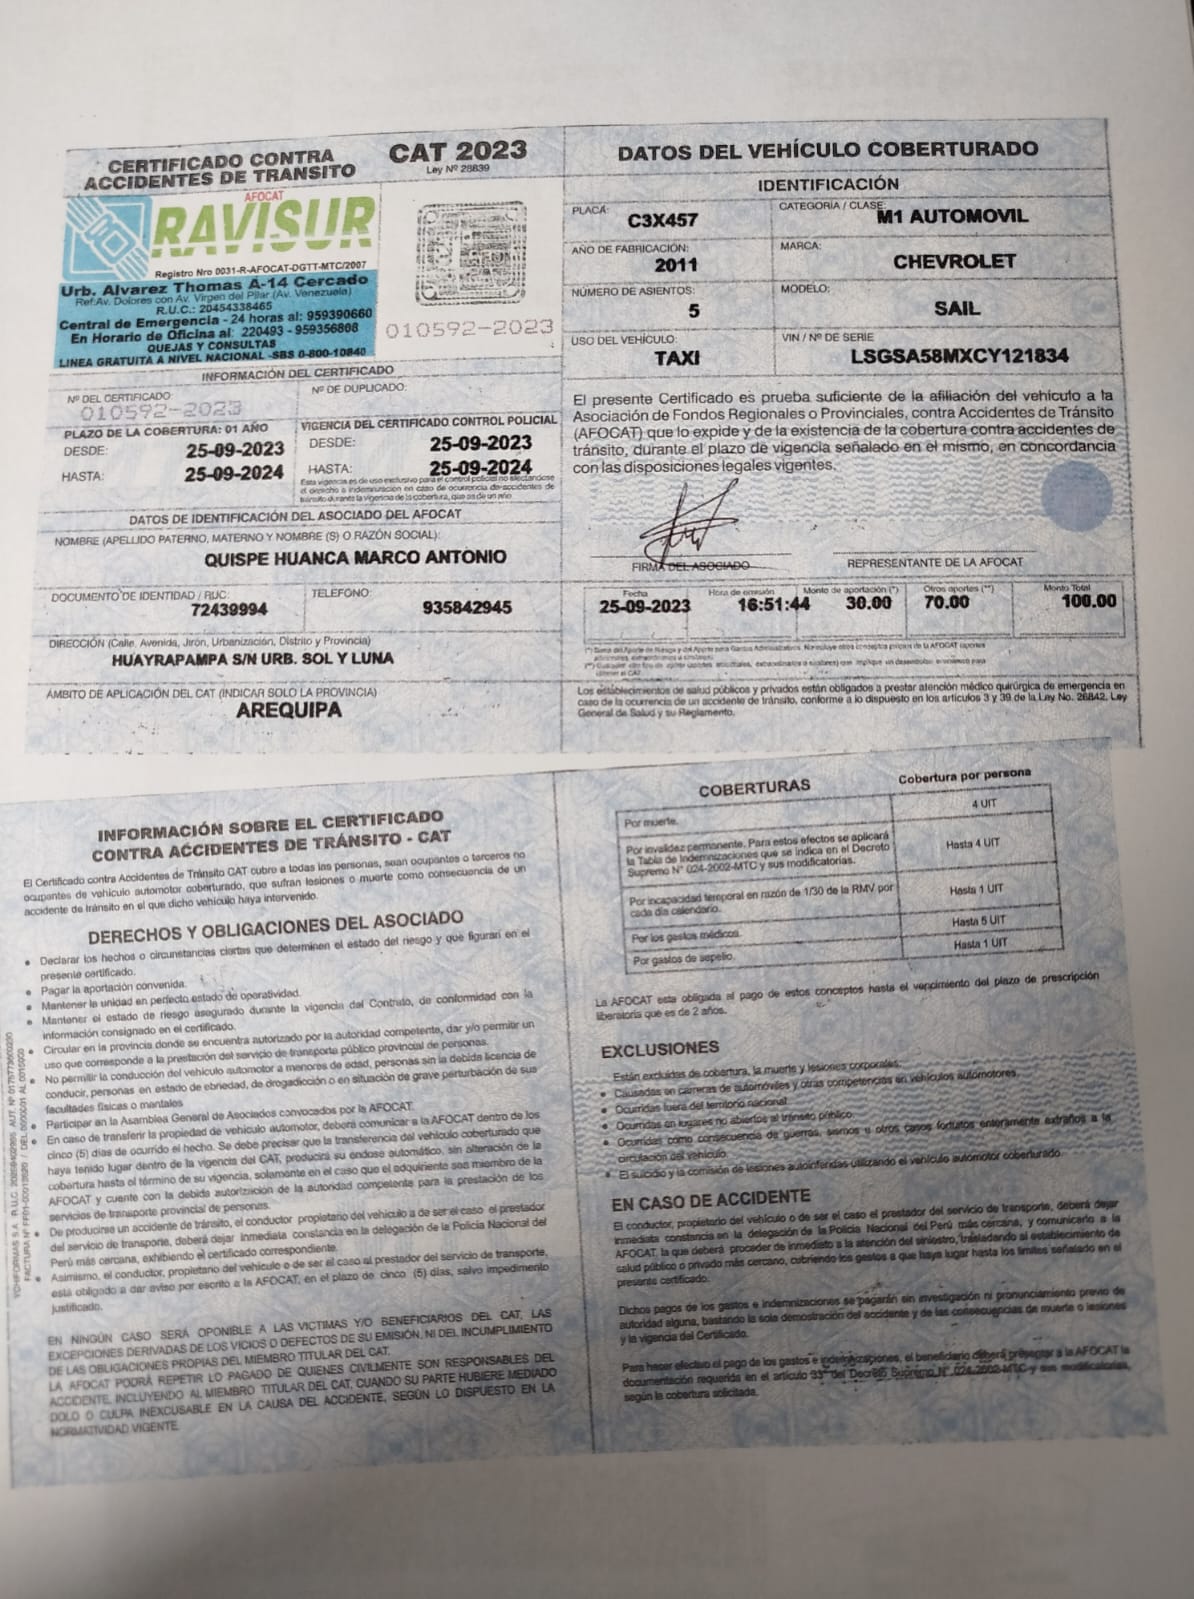 CERTIFICADO CONTRA
ACCIDENTES DE TRANSITO
CAT 2023
Ley Nº 28839
AFOCAT
RAVISUR
Registro Nro 0031-R-AFOCAT-DGTT-MTC/2007
Urb. Alvarez Thomas A-14 Cercado
Ref:Av. Dolores con Av. Virgen del Pilar (Av. Venezuela)
R.U.C.: 20454338465
Central de Emergencia - 24 horas al: 959390660
En Horario de Oficina al: 220493 - 959356808
QUEJAS Y CONSULTAS
LINEA GRATUITA A NIVEL NACIONAL -SBS 0-800-10840
010592-2023
INFORMACIÓN DEL CERTIFICADO
Nº DEL CERTIFICADO
010592-2023
Nº DE DUPLICADO:
PLAZO DE LA COBERTURA: 01 AÑO
DESDE: 25-09-2023
HASTA: 25-09-2024
VIGENCIA DEL CERTIFICADO CONTROL POLICIAL
DESDE: 25-09-2023
HASTA: 25-09-2024
Esta vigencia es de uso exclusivo para el control policial no afectándose
el derecho a indemnización en caso de ocurrencia de accidentes de
tránsito durante la vigencia de la cobertura, que es de un año.
DATOS DE IDENTIFICACIÓN DEL ASOCIADO DEL AFOCAT
NOMBRE (APELLIDO PATERNO, MATERNO Y NOMBRE (S) O RAZÓN SOCIAL):
QUISPE HUANCA MARCO ANTONIO
DOCUMENTO DE IDENTIDAD / RUC:
72439994
TELEFONO:
935842945
DIRECCIÓN (Calle, Avenida, Jirón, Urbanización, Distrito y Provincia)
HUAYRAPAMPA S/N URB. SOL Y LUNA
ÁMBITO DE APLICACIÓN DEL CAT (INDICAR SOLO LA PROVINCIA)
AREQUIPA
DATOS DEL VEHÍCULO COBERTURADO
IDENTIFICACIÓN
PLACA:
C3X457
CATEGORIA / CLASE:
M1 AUTOMOVIL
AÑO DE FABRICACIÓN:
2011
MARCA:
CHEVROLET
NÚMERO DE ASIENTOS:
5
MODELO:
SAIL
USO DEL VEHÍCULO:
TAXI
VIN / Nº DE SERIE
LSGSA58MXCY121834
El presente Certificado es prueba suficiente de la afiliación del vehículo a la
Asociación de Fondos Regionales o Provinciales, contra Accidentes de Tránsito
(AFOCAT) que lo expide y de la existencia de la cobertura contra accidentes de
tránsito, durante el plazo de vigencia señalado en el mismo, en concordancia
con las disposiciones legales vigentes.
FIRMA DEL ASOCIADO
REPRESENTANTE DE LA AFOCAT
Fecha
25-09-2023
Hora de emisión
16:51:44
Monto de aportación (*)
30.00
Otros aportes (**)
70.00
Monto Total
100.00
Los establecimientos de salud públicos y privados están obligados a prestar atención médico quirúrgica de emergencia en
caso de la ocurrencia de un accidente de tránsito, conforme a lo dispuesto en los artículos 3 y 39 de la Ley No. 26842, Ley
General de Salud y su Reglamento.
INFORMACIÓN SOBRE EL CERTIFICADO
CONTRA ACCIDENTES DE TRÁNSITO - CAT
El Certificado contra Accidentes de Tránsito CAT cubre a todas las personas, sean ocupantes o terceros no
ocupantes de vehículo automotor coberturado, que sufran lesiones o muerte como consecuencia de un
accidente de tránsito en el que dicho vehículo haya intervenido.
DERECHOS Y OBLIGACIONES DEL ASOCIADO
• Declarar los hechos o circunstancias ciertas que determinen el estado del riesgo y que figuran en el
presente certificado.
• Pagar la aportación convenida.
• Mantener la unidad en perfecto estado de operatividad.
• Mantener el estado de riesgo asegurado durante la vigencia del Contrato, de conformidad con la
información consignado en el certificado.
• Circular en la provincia donde se encuentra autorizado por la autoridad competente, dar y/o permitir un
uso que corresponde a la prestación del servicio de transporte público provincial de personas.
• No permitir la conducción del vehículo automotor a menores de edad, personas sin la debida licencia de
conducir, personas en estado de ebriedad, de drogadicción o en situación de grave perturbación de sus
facultades físicas o mentales
• Participar en la Asamblea General de Asociados convocados por la AFOCAT.
• En caso de transferir la propiedad de vehículo automotor, deberá comunicar a la AFOCAT dentro de los
cinco (5) días de ocurrido el hecho. Se debe precisar que la transferencia del vehículo coberturado que
haya tenido lugar dentro de la vigencia del CAT, producirá su endose automático, sin alteración de la
cobertura hasta el término de su vigencia, solamente en el caso que el adquiriente sea miembro de la
AFOCAT y cuente con la debida autorización de la autoridad competente para la prestación de los
servicios de transporte provincial de personas.
• De producirse un accidente de tránsito, el conductor propietario del vehículo a de ser el caso el prestador
del servicio de transporte, deberá dejar inmediata constancia en la delegación de la Policia Nacional del
Perú más cercana, exhibiendo el certificado correspondiente.
• Asimismo, el conductor, propietario del vehículo o de ser el caso al prestador del servicio de transporte,
está obligado a dar aviso por escrito a la AFOCAT, en el plazo de cinco (5) días, salvo impedimento
justificado.
EN NINGÚN CASO SERÁ OPONIBLE A LAS VICTIMAS Y/O BENEFICIARIOS DEL CAT, LAS
EXCEPCIONES DERIVADAS DE LOS VICIOS O DEFECTOS DE SU EMISIÓN, NI DEL INCUMPLIMIENTO
DE LAS OBLIGACIONES PROPIAS DEL MIEMBRO TITULAR DEL CAT.
LA AFOCAT PODRÁ REPETIR LO PAGADO DE QUIENES CIVILMENTE SON RESPONSABLES DEL
ACCIDENTE, INCLUYENDO AL MIEMBRO TITULAR DEL CAT, CUANDO SU PARTE HUBIERE MEDIADO
DOLO O CULPA INEXCUSABLE EN LA CAUSA DEL ACCIDENTE, SEGÚN LO DISPUESTO EN LA
NORMATIVIDAD VIGENTE.
COBERTURAS
Cobertura por persona
Por muerte. 4 UIT
Por invalidez permanente. Para estos efectos se aplicará
la Tabla de Indemnizaciones que se indica en el Decreto
Supremo N° 024-2002-MTC y sus modificatorias.
Hasta 4 UIT
Por incapacidad temporal en razón de 1/30 de la RMV por
cada día calendario.
Hasta 1 UIT
Por los gastos médicos. Hasta 5 UIT
Por gastos de sepelio. Hasta 1 UIT
La AFOCAT esta obligada al pago de estos conceptos hasta el vencimiento del plazo de prescripción
liberatoria que es de 2 años.
EXCLUSIONES
Están excluidas de cobertura, la muerte y lesiones corporales:
• Causadas en carreras de automóviles y otras competencias en vehículos automotores.
• Ocurridas fuera del territorio nacional
• Ocurridas en lugares no abiertos al tránsito público
• Ocurridas como consecuencia de guerras, sismos u otros casos fortuitos enteramente extraños a la
circulación del vehículo.
• El suicidio y la comisión de lesiones autoinferidas utilizando el vehículo automotor coberturado.
EN CASO DE ACCIDENTE
El conductor, propietario del vehículo o de ser el caso el prestador del servicio de transporte, deberá dejar
inmediata constancia en la delegación de la Policia Nacional del Perú más cercana, y comunicarlo a la
AFOCAT, la que deberá proceder de inmediato a la atención del siniestro, trasladando al establecimiento de
salud público o privado más cercano, cubriendo los gastos a que haya lugar hasta los límites señalado en el
presente certificado.
Dichos pagos de los gastos e indemnizaciones se pagarán sin investigación ni pronunciamiento previo de
autoridad alguna, bastando la sola demostración del accidente y de las consecuencias de muerte o lesiones
y la vigencia del Certificado.
Para hacer efectivo el pago de los gastos e indemnizaciones, el beneficiario deberá presentar a la AFOCAT la
documentación requerida en el artículo 33° del Decreto Supremo N° 024-2002-MTC y sus modificatorias,
según la cobertura solicitada.